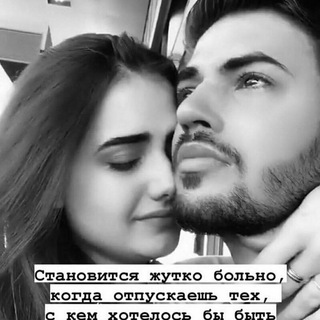 Становится жутко больно,
когда отпускаешь тех,
с кем хотелось бы быть